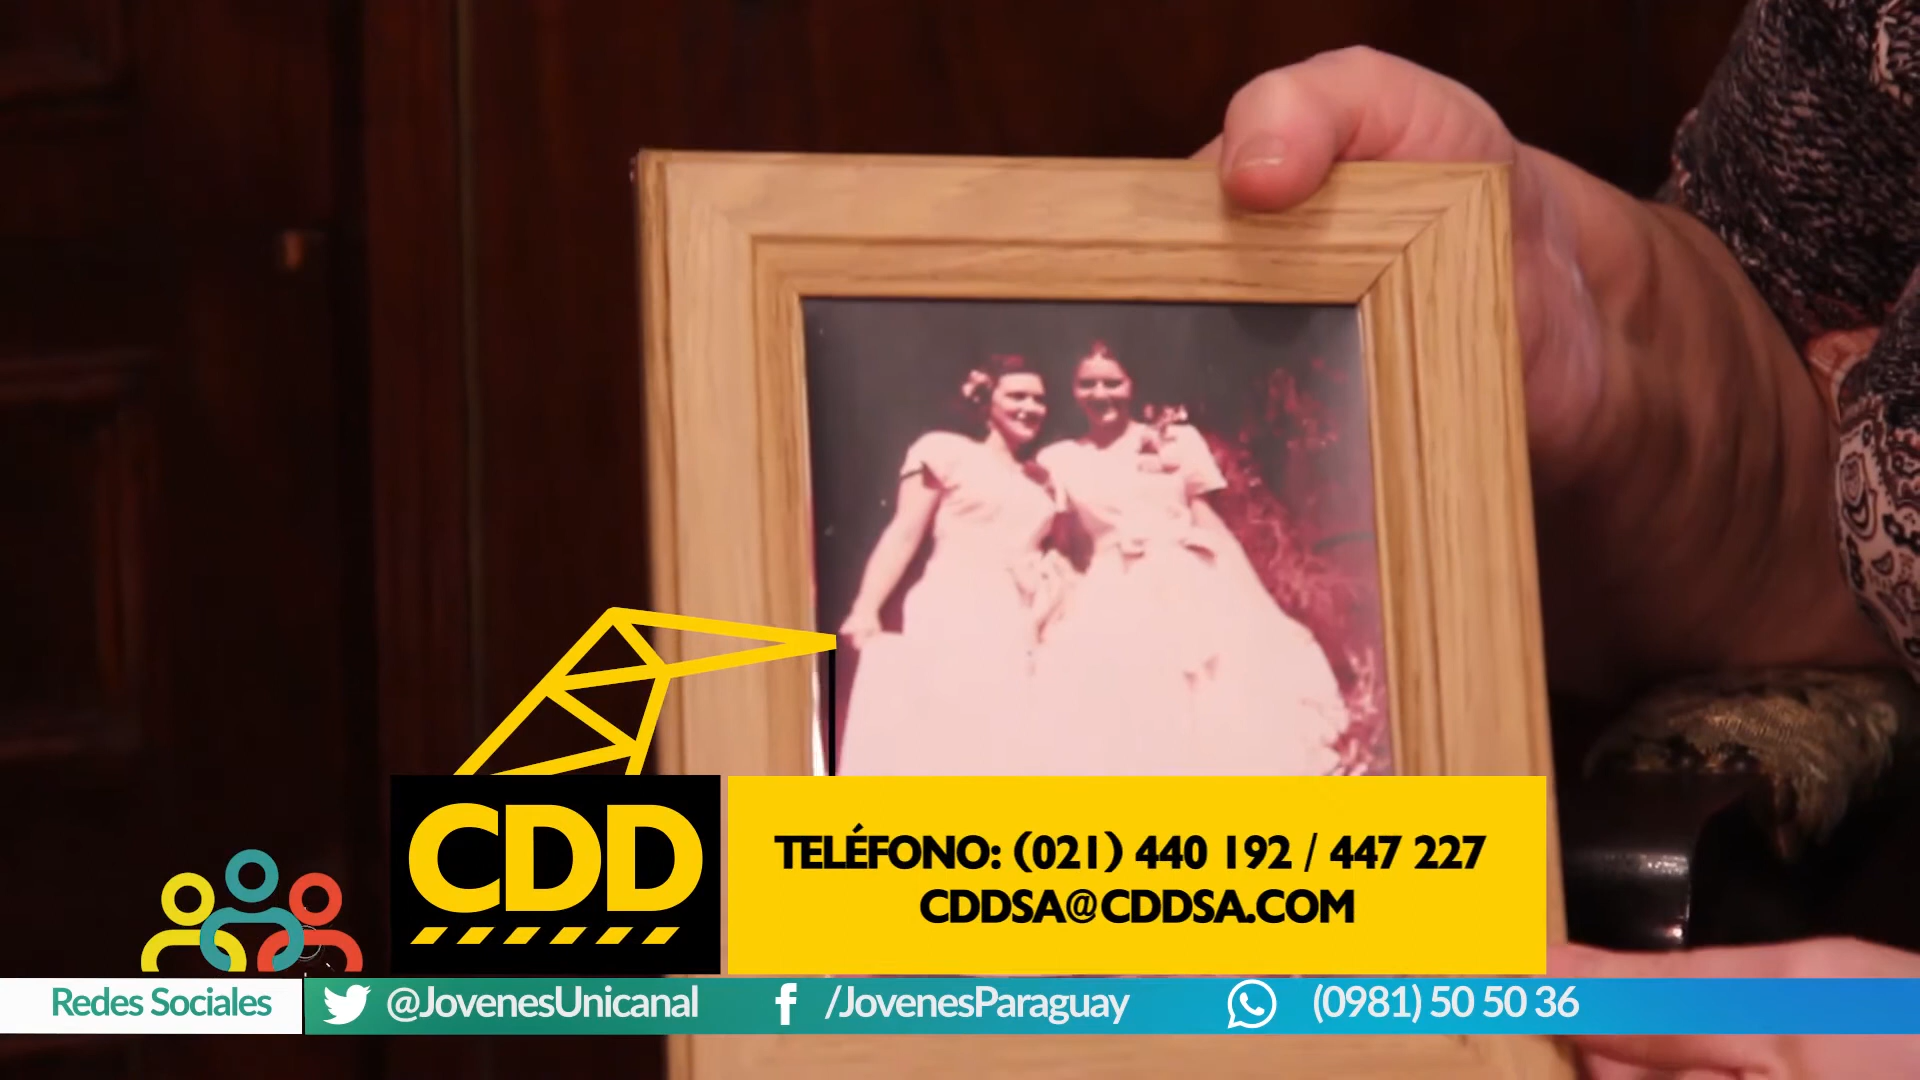 CDD
TELÉFONO: (021) 440 192 / 447 227
CDDSA@CDDSA.COM
Redes Sociales @JovenesUnicanal /JovenesParaguay (0981) 50 50 36